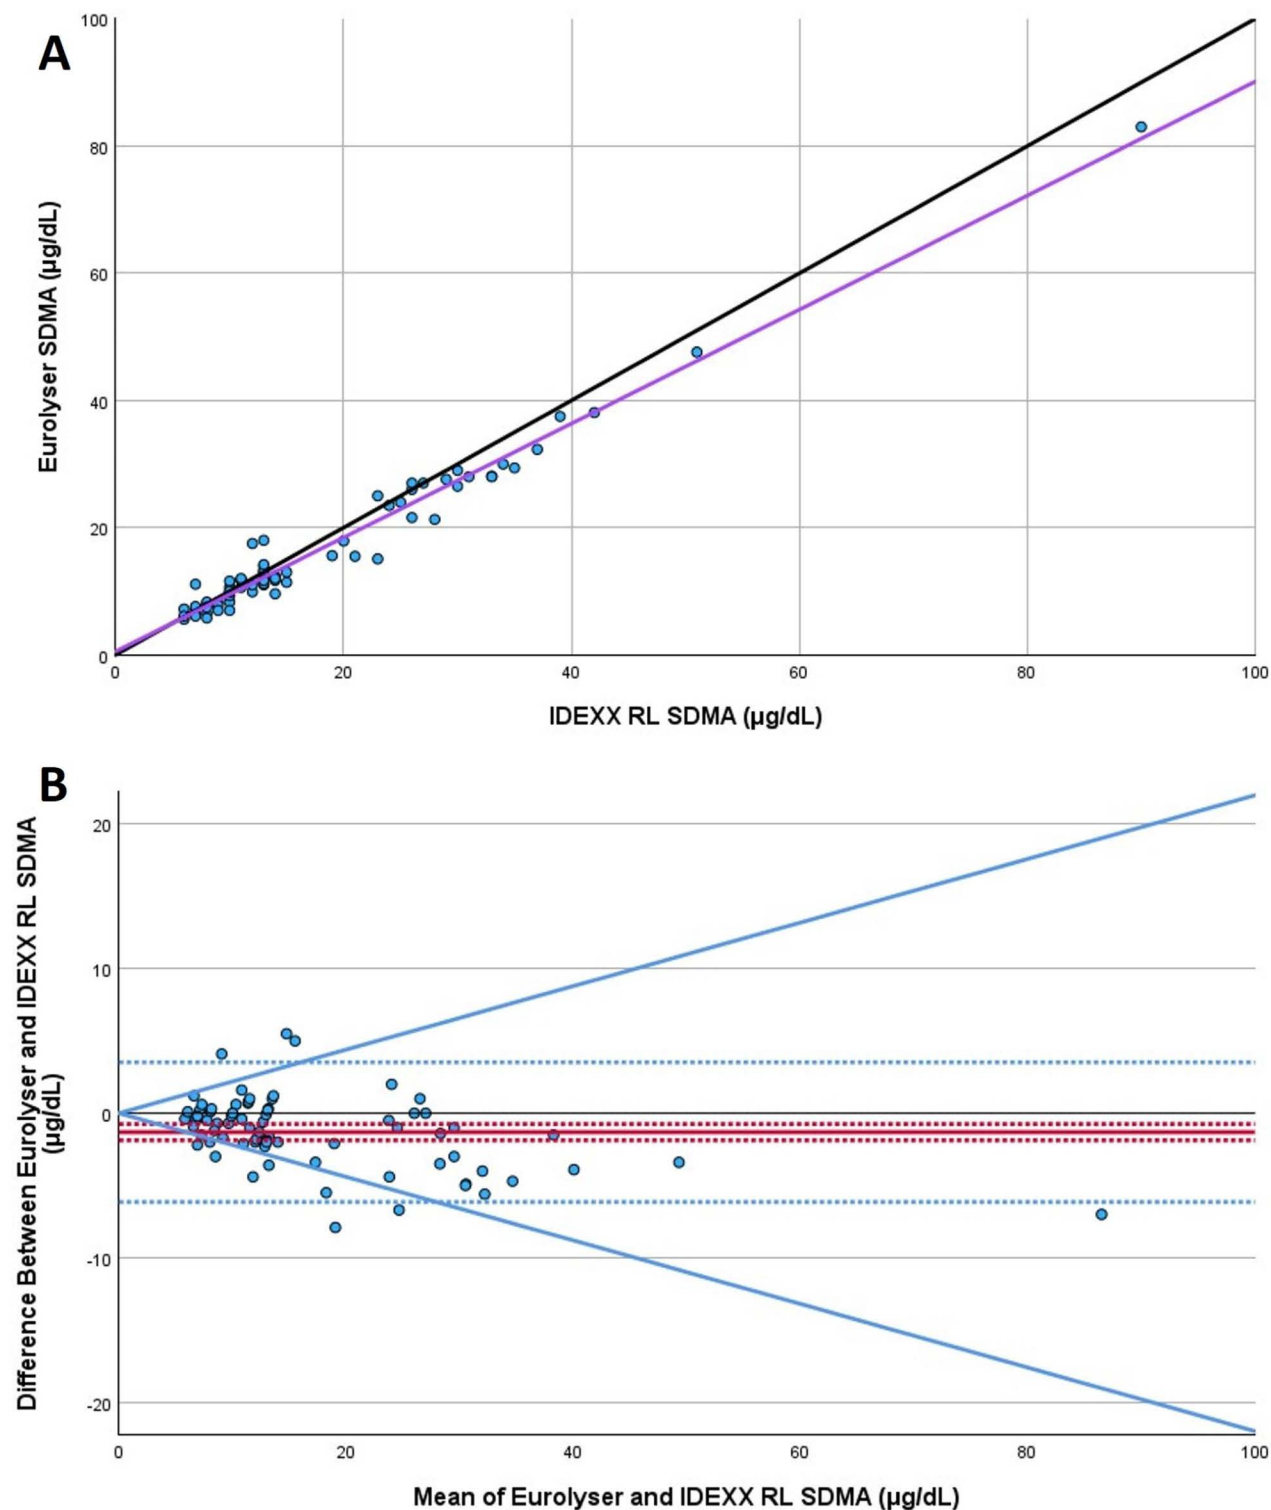 A
100
80
60
40
20
0
Eurolyser SDMA (µg/dL)
0 20 40 60 80 100
IDEXX RL SDMA (µg/dL)
B
20
10
0
-10
-20
Difference Between Eurolyser and IDEXX RL SDMA
(µg/dL)
0 20 40 60 80 100
Mean of Eurolyser and IDEXX RL SDMA (µg/dL)